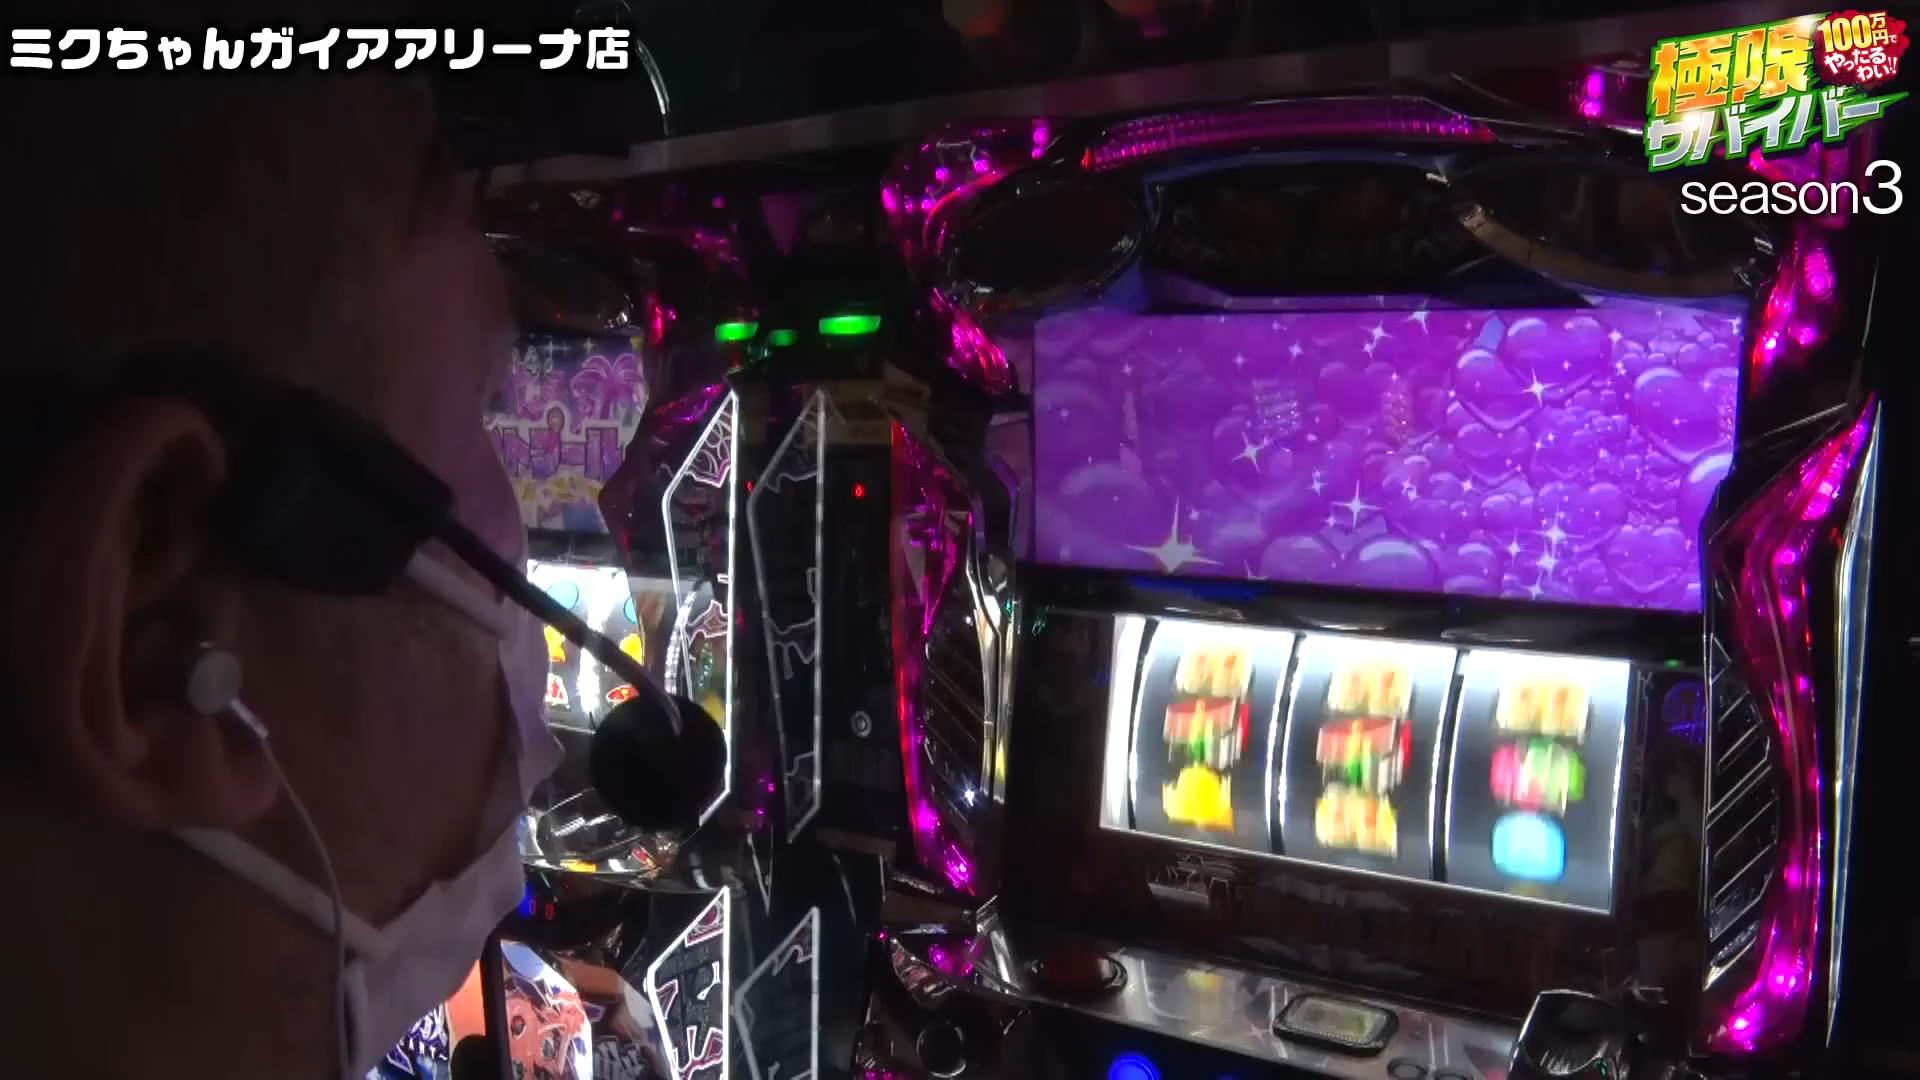 ミクちゃんガイアアリーナ店
100万円で
やったる
わい!!
極限
サバイバー
season3